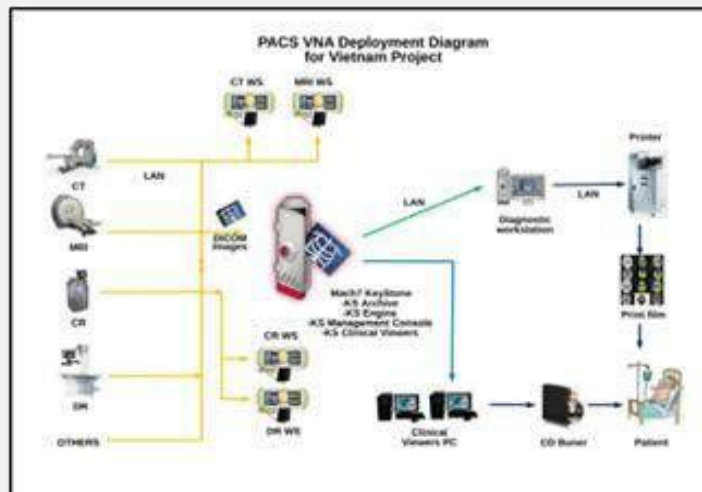 PACS VNA Deployment Diagram
for Vietnam Project
CT WS
MRI WS
Printer
CT
LAN
LAN
LAN
Diagnostic
workstation
MRI
DICOM
Images
Mach7 KeyStone
-KS Archive
-KS Engine
-KS Management Console
-KS Clinical Viewers
Print film
CR
CR WS
DR
DR WS
OTHERS
Clinical
Viewers PC
CD Buner
Patient